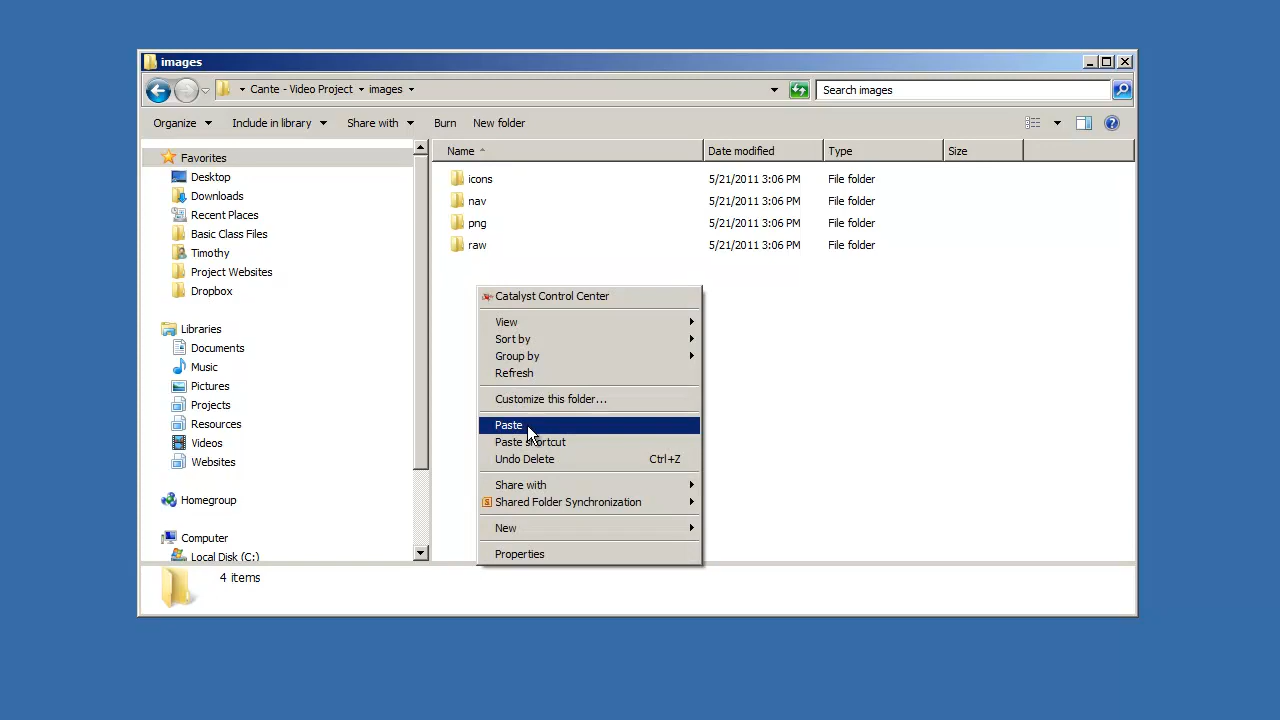 images
Cante - Video Project images
Search images
Organize Include in library Share with Burn New folder
Name Date modified Type Size
Favorites
Desktop
Downloads
Recent Places
Basic Class Files
Timothy
Project Websites
Dropbox
Libraries
Documents
Music
Pictures
Projects
Resources
Videos
Websites
Homegroup
Computer
Local Disk (C:)
icons 5/21/2011 3:06 PM File folder
nav 5/21/2011 3:06 PM File folder
png 5/21/2011 3:06 PM File folder
raw 5/21/2011 3:06 PM File folder
Catalyst Control Center
View
Sort by
Group by
Refresh
Customize this folder...
Paste
Paste shortcut
Undo Delete Ctrl+Z
Share with
Shared Folder Synchronization
New
Properties
4 items